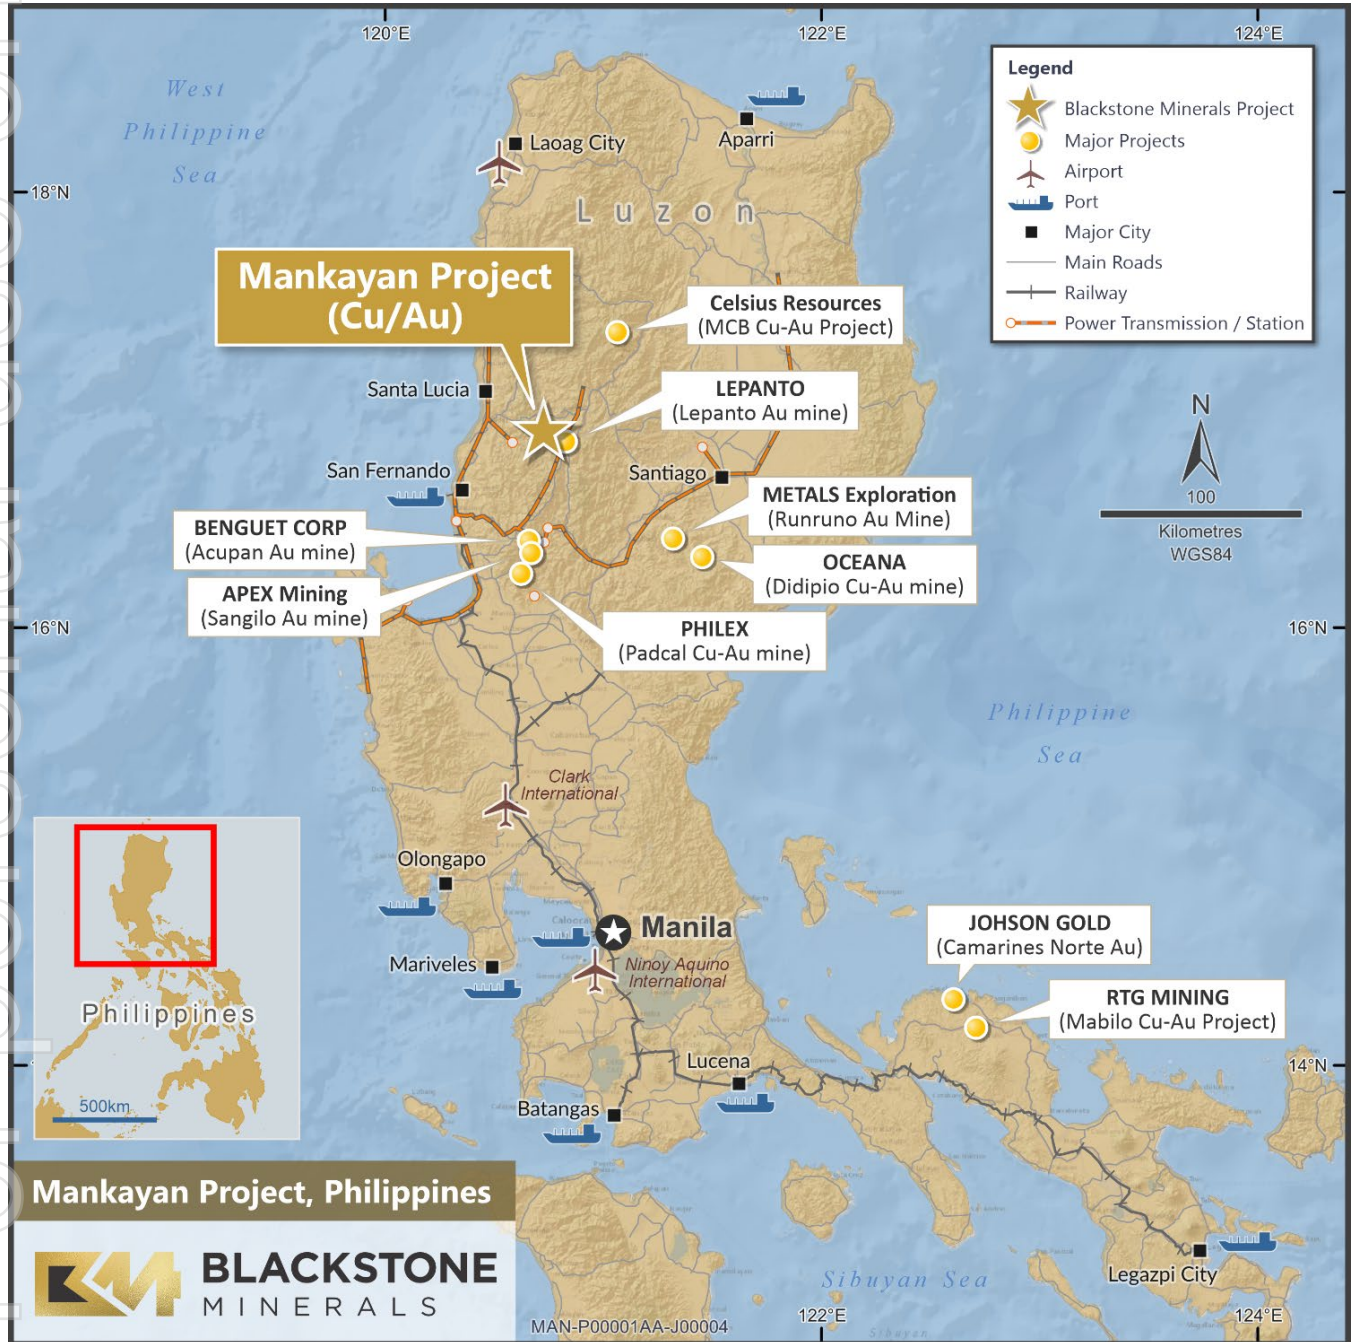 120°E
122°E
124°E
West
Philippine
Sea
Legend
Blackstone Minerals Project
Major Projects
Airport
Port
Major City
Main Roads
Railway
Power Transmission / Station
Laoag City
Aparri
18°N
Luzon
Mankayan Project
(Cu/Au)
Celsius Resources
(MCB Cu-Au Project)
Santa Lucia
LEPANTO
(Lepanto Au mine)
N
100
Kilometres
WGS84
San Fernando
Santiago
METALS Exploration
(Runruno Au Mine)
BENGUET CORP
(Acupan Au mine)
OCEANA
(Didipio Cu-Au mine)
APEX Mining
(Sangilo Au mine)
PHILEX
(Padcal Cu-Au mine)
16°N
16°N
Philippine
Sea
Clark
International
Olongapo
Manila
Mariveles
Ninoy Aquino
International
JOHSON GOLD
(Camarines Norte Au)
RTG MINING
(Mabilo Cu-Au Project)
Philippines
500km
Lucena
14°N
Batangas
Mankayan Project, Philippines
BLACKSTONE
MINERALS
Legazpi City
Sibuyan Sea
122°E
124°E
MAN-P00001AA-J00004